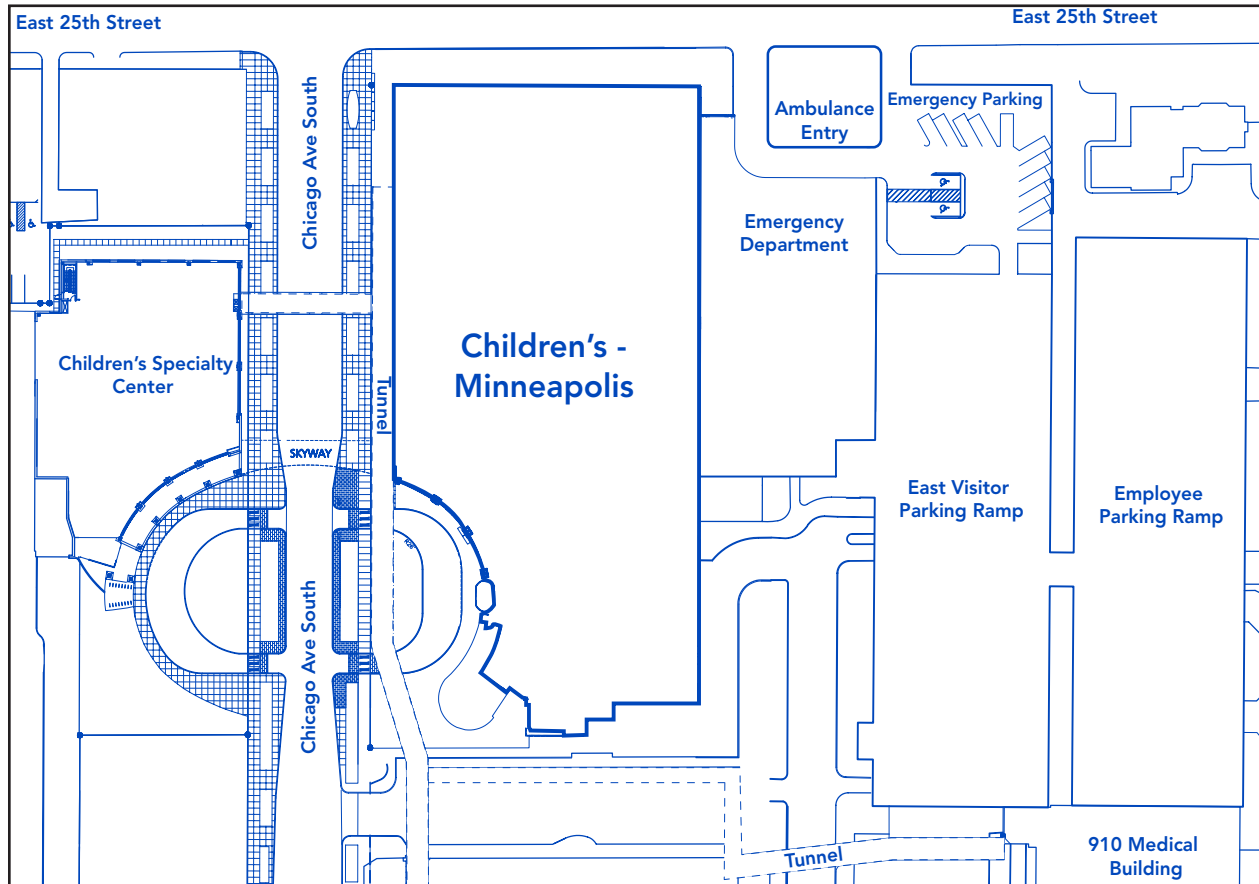 East 25th Street
East 25th Street
Chicago Ave South
Ambulance
Entry
Emergency Parking
Emergency
Department
Children's -
Minneapolis
Children's Specialty
Center
Tunnel
SKYWAY
East Visitor
Parking Ramp
Employee
Parking Ramp
Chicago Ave South
Tunnel
910 Medical
Building